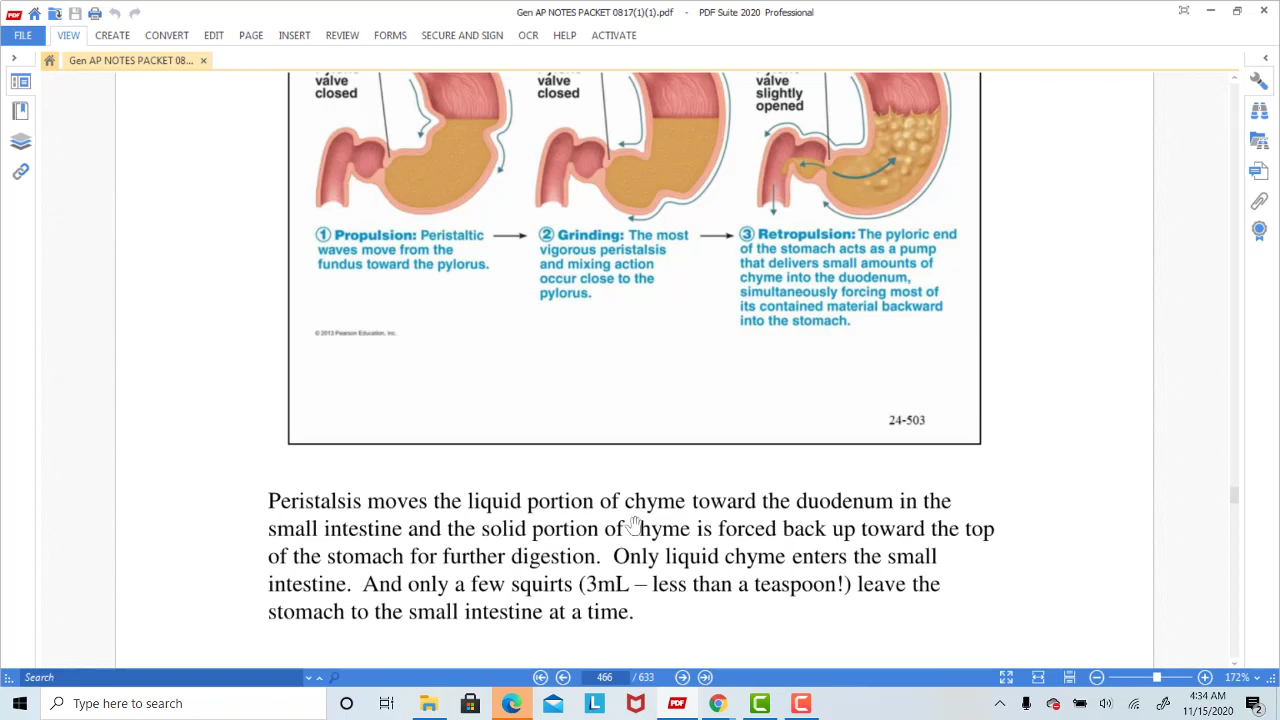 Gen AP NOTES PACKET 0817(1)(1).pdf - PDF Suite 2020 Professional
FILE VIEW CREATE CONVERT EDIT PAGE INSERT REVIEW FORMS SECURE AND SIGN OCR HELP ACTIVATE
Gen AP NOTES PACKET 08...
valve
closed
valve
closed
valve
slightly
opened
① Propulsion: Peristaltic
waves move from the
fundus toward the pylorus.
② Grinding: The most
vigorous peristalsis
and mixing action
occur close to the
pylorus.
③ Retropulsion: The pyloric end
of the stomach acts as a pump
that delivers small amounts of
chyme into the duodenum,
simultaneously forcing most of
its contained material backward
into the stomach.
© 2013 Pearson Education, Inc.
24-503
Peristalsis moves the liquid portion of chyme toward the duodenum in the
small intestine and the solid portion of chyme is forced back up toward the top
of the stomach for further digestion. Only liquid chyme enters the small
intestine. And only a few squirts (3mL – less than a teaspoon!) leave the
stomach to the small intestine at a time.
Search
466 / 633
172%
Type here to search
4:34 AM
11/15/2020
2